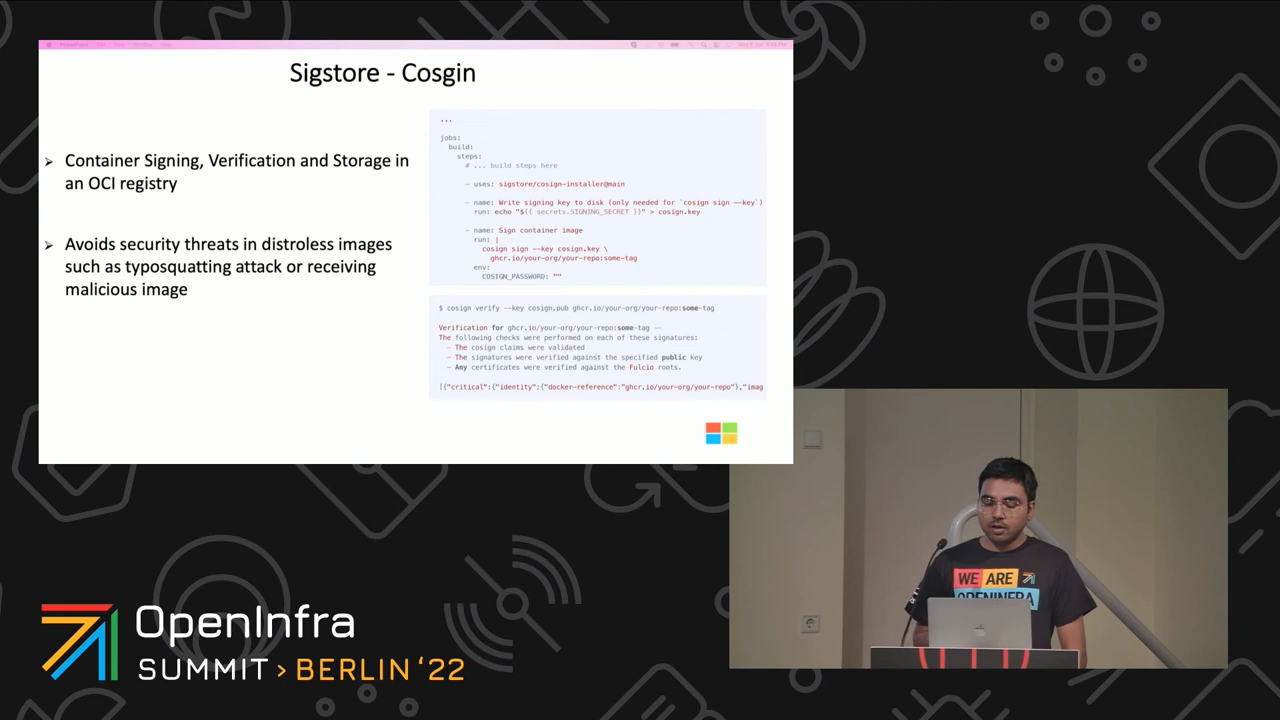 Sigstore - Cosgin
➢ Container Signing, Verification and Storage in
an OCI registry
➢ Avoids security threats in distroless images
such as typosquatting attack or receiving
malicious image
...
jobs:
build:
steps:
# ... build steps here
- uses: sigstore/cosign-installer@main
- name: Write signing key to disk (only needed for `cosign sign --key`)
run: echo "${{ secrets.SIGNING_SECRET }}" > cosign.key
- name: Sign container image
run: |
cosign sign --key cosign.key \
ghcr.io/your-org/your-repo:some-tag
env:
COSIGN_PASSWORD: ""
$ cosign verify --key cosign.pub ghcr.io/your-org/your-repo:some-tag
Verification for ghcr.io/your-org/your-repo:some-tag --
The following checks were performed on each of these signatures:
- The cosign claims were validated
- The signatures were verified against the specified public key
- Any certificates were verified against the Fulcio roots.
[{"critical":{"identity":{"docker-reference":"ghcr.io/your-org/your-repo"},"imag
WE ARE
OPENINFRA
OpenInfra
SUMMIT > BERLIN '22